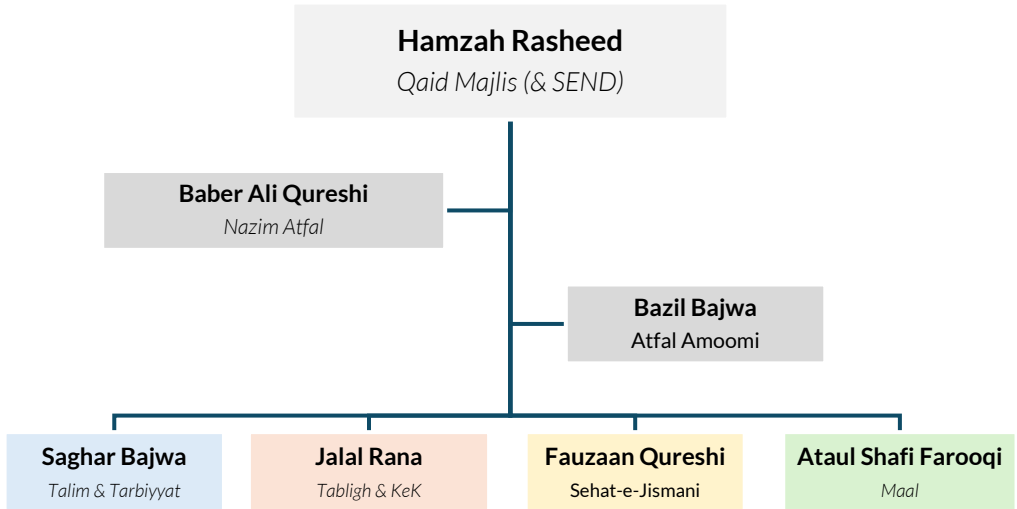 Hamzah Rasheed
Qaid Majlis (& SEND)
Baber Ali Qureshi
Nazim Atfal
Bazil Bajwa
Atfal Amoomi
Saghar Bajwa
Talim & Tarbiyyat
Jalal Rana
Tabligh & KeK
Fauzaan Qureshi
Sehat-e-Jismani
Ataul Shafi Farooqi
Maal